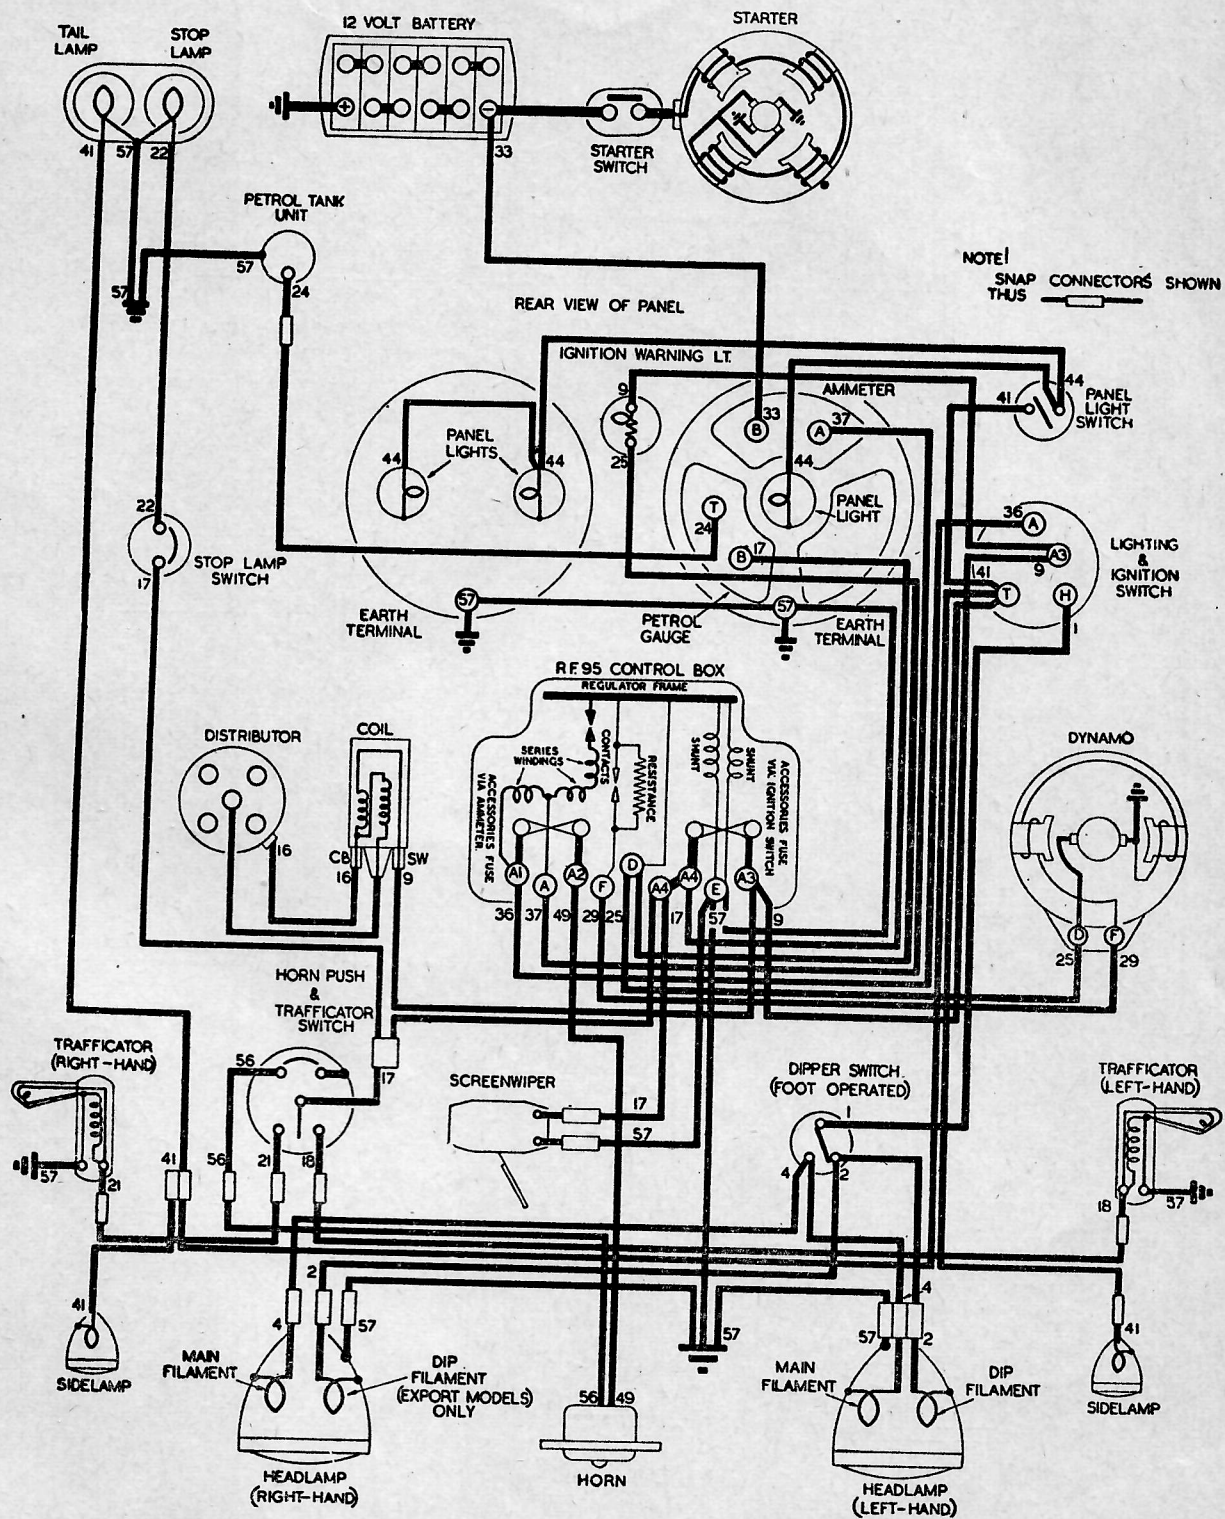 12 VOLT BATTERY
STARTER
TAIL LAMP
STOP LAMP
41
57
22
33
STARTER SWITCH
PETROL TANK UNIT
57
24
57
NOTE!
SNAP CONNECTORS SHOWN THUS
REAR VIEW OF PANEL
IGNITION WARNING LT.
9
AMMETER
44
41
PANEL LIGHT SWITCH
B
33
A
37
PANEL LIGHTS
44
44
25
44
PANEL LIGHT
T
24
22
17
STOP LAMP SWITCH
B
17
36
A
A3
9
41
T
H
1
LIGHTING & IGNITION SWITCH
57
EARTH TERMINAL
PETROL GAUGE
57
EARTH TERMINAL
R.F. 95 CONTROL BOX
REGULATOR FRAME
DISTRIBUTOR
COIL
DYNAMO
SERIES WINDINGS
CONTACTS
RESISTANCE
SHUNT
SHUNT
ACCESSORIES FUSE VIA AMMETER
ACCESSORIES FUSE VIA IGNITION SWITCH
16
CB
SW
16
9
A1
A
A2
F
D
A4
A4
E
A3
36
37
49
29
25
17
57
9
D
F
25
29
HORN PUSH & TRAFFICATOR SWITCH
TRAFFICATOR (RIGHT-HAND)
56
17
SCREENWIPER
17
57
DIPPER SWITCH (FOOT OPERATED)
1
4
2
TRAFFICATOR (LEFT-HAND)
57
21
41
56
21
18
18
57
2
4
57
57
4
57
2
41
SIDELAMP
MAIN FILAMENT
DIP FILAMENT (EXPORT MODELS) ONLY
HEADLAMP (RIGHT-HAND)
56
49
HORN
MAIN FILAMENT
DIP FILAMENT
HEADLAMP (LEFT-HAND)
41
SIDELAMP